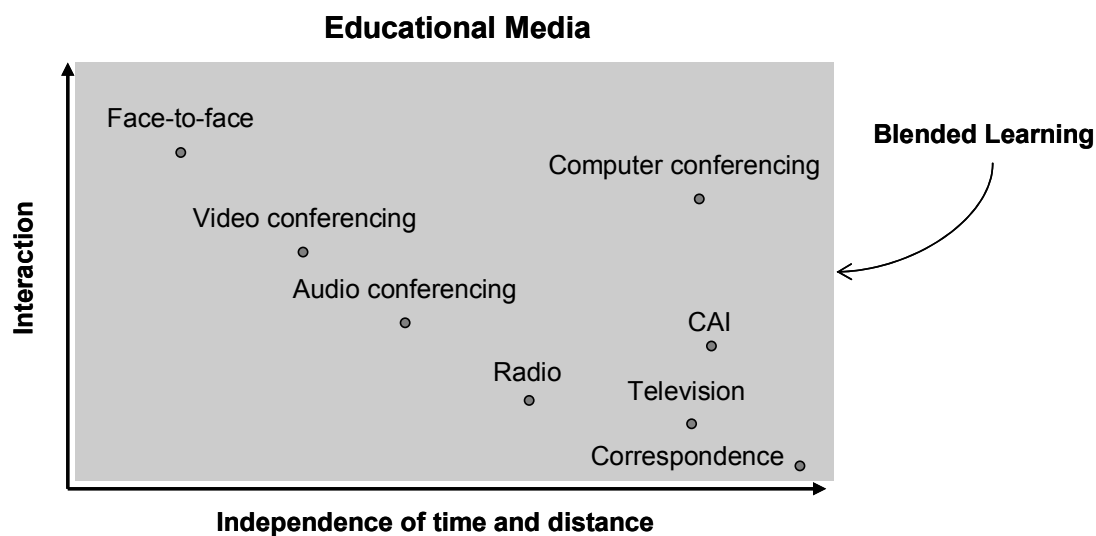 Educational Media
Face-to-face
Blended Learning
Computer conferencing
Video conferencing
Interaction
Audio conferencing
CAI
Radio
Television
Correspondence
Independence of time and distance